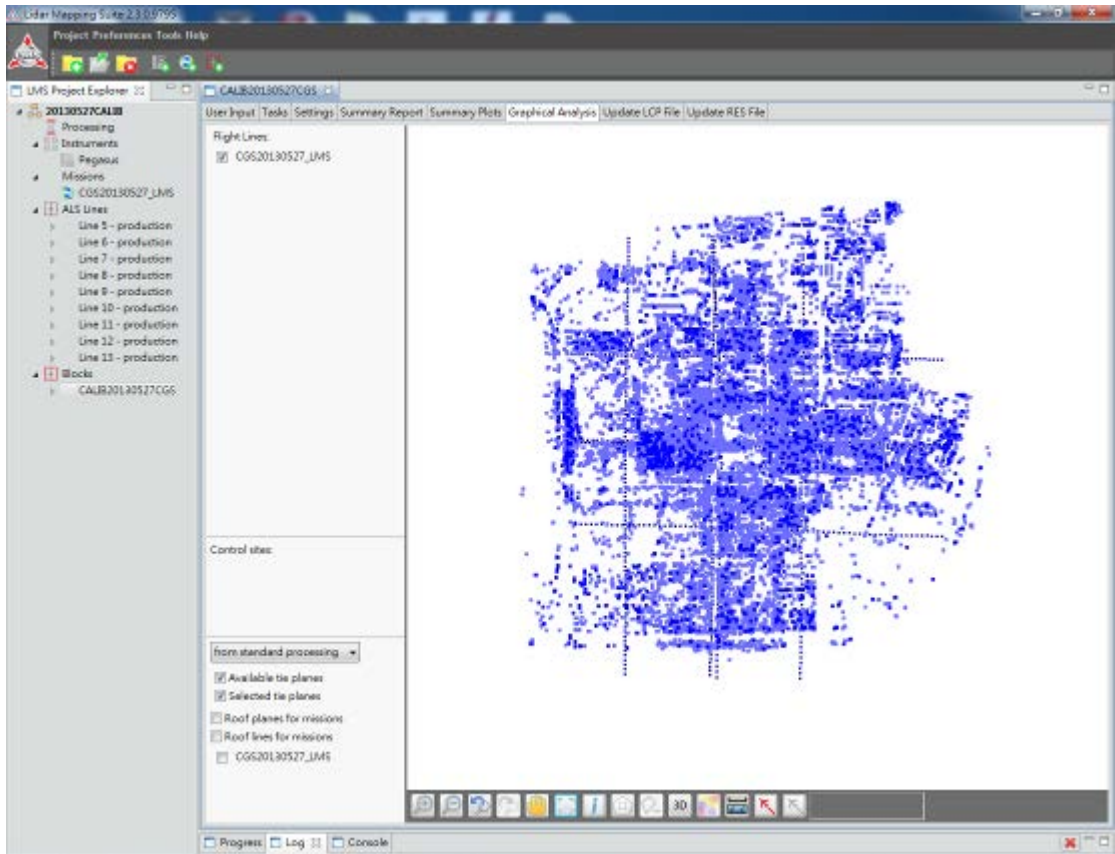 Lidar Mapping Suite 2.3.0.9795
Project Preferences Tools Help
LMS Project Explorer
20130527CALIB
Processing
Instruments
Pegasus
Missions
CGS20130527_LMS
ALS Lines
Line 5 - production
Line 6 - production
Line 7 - production
Line 8 - production
Line 9 - production
Line 10 - production
Line 11 - production
Line 12 - production
Line 13 - production
Blocks
CALIB20130527CGS
CALIB20130527CGS
User Input Tasks Settings Summary Report Summary Plots Graphical Analysis Update LCP File Update RES File
Flight Lines:
CGS20130527_LMS
Control sites:
from standard processing
Available tie planes
Selected tie planes
Roof planes for missions
Roof lines for missions
CGS20130527_LMS
3D
Progress Log Console